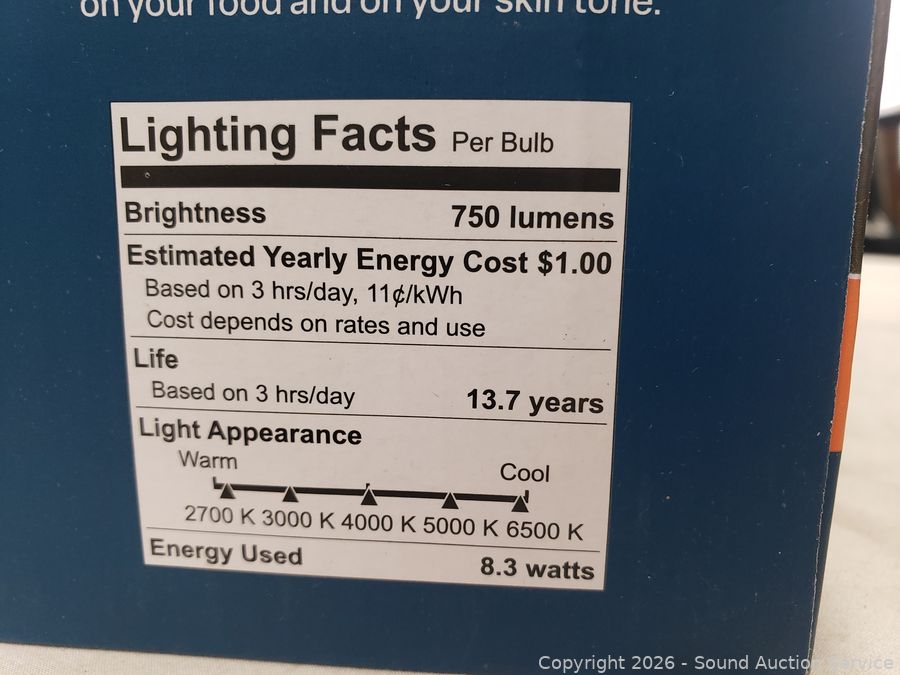 on your food and on your skin tone.
Lighting Facts Per Bulb
Brightness 750 lumens
Estimated Yearly Energy Cost $1.00
Based on 3 hrs/day, 11¢/kWh
Cost depends on rates and use
Life
Based on 3 hrs/day 13.7 years
Light Appearance
Warm Cool
2700 K 3000 K 4000 K 5000 K 6500 K
Energy Used 8.3 watts
Copyright 2026 - Sound Auction Service